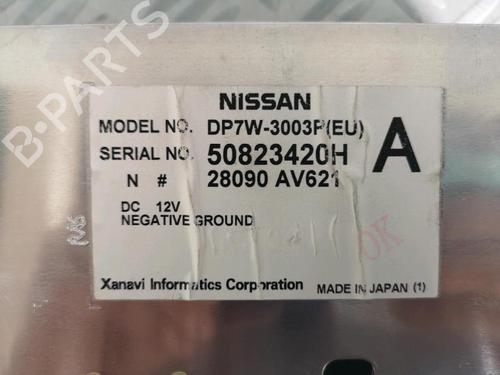 B-PARTS
NISSAN
MODEL NO. DP7W-3003P(EU)
SERIAL NO. 50823420H A
N # 28090 AV621
DC 12V
NEGATIVE GROUND
OK
Xanavi Informatics Corporation MADE IN JAPAN (1)